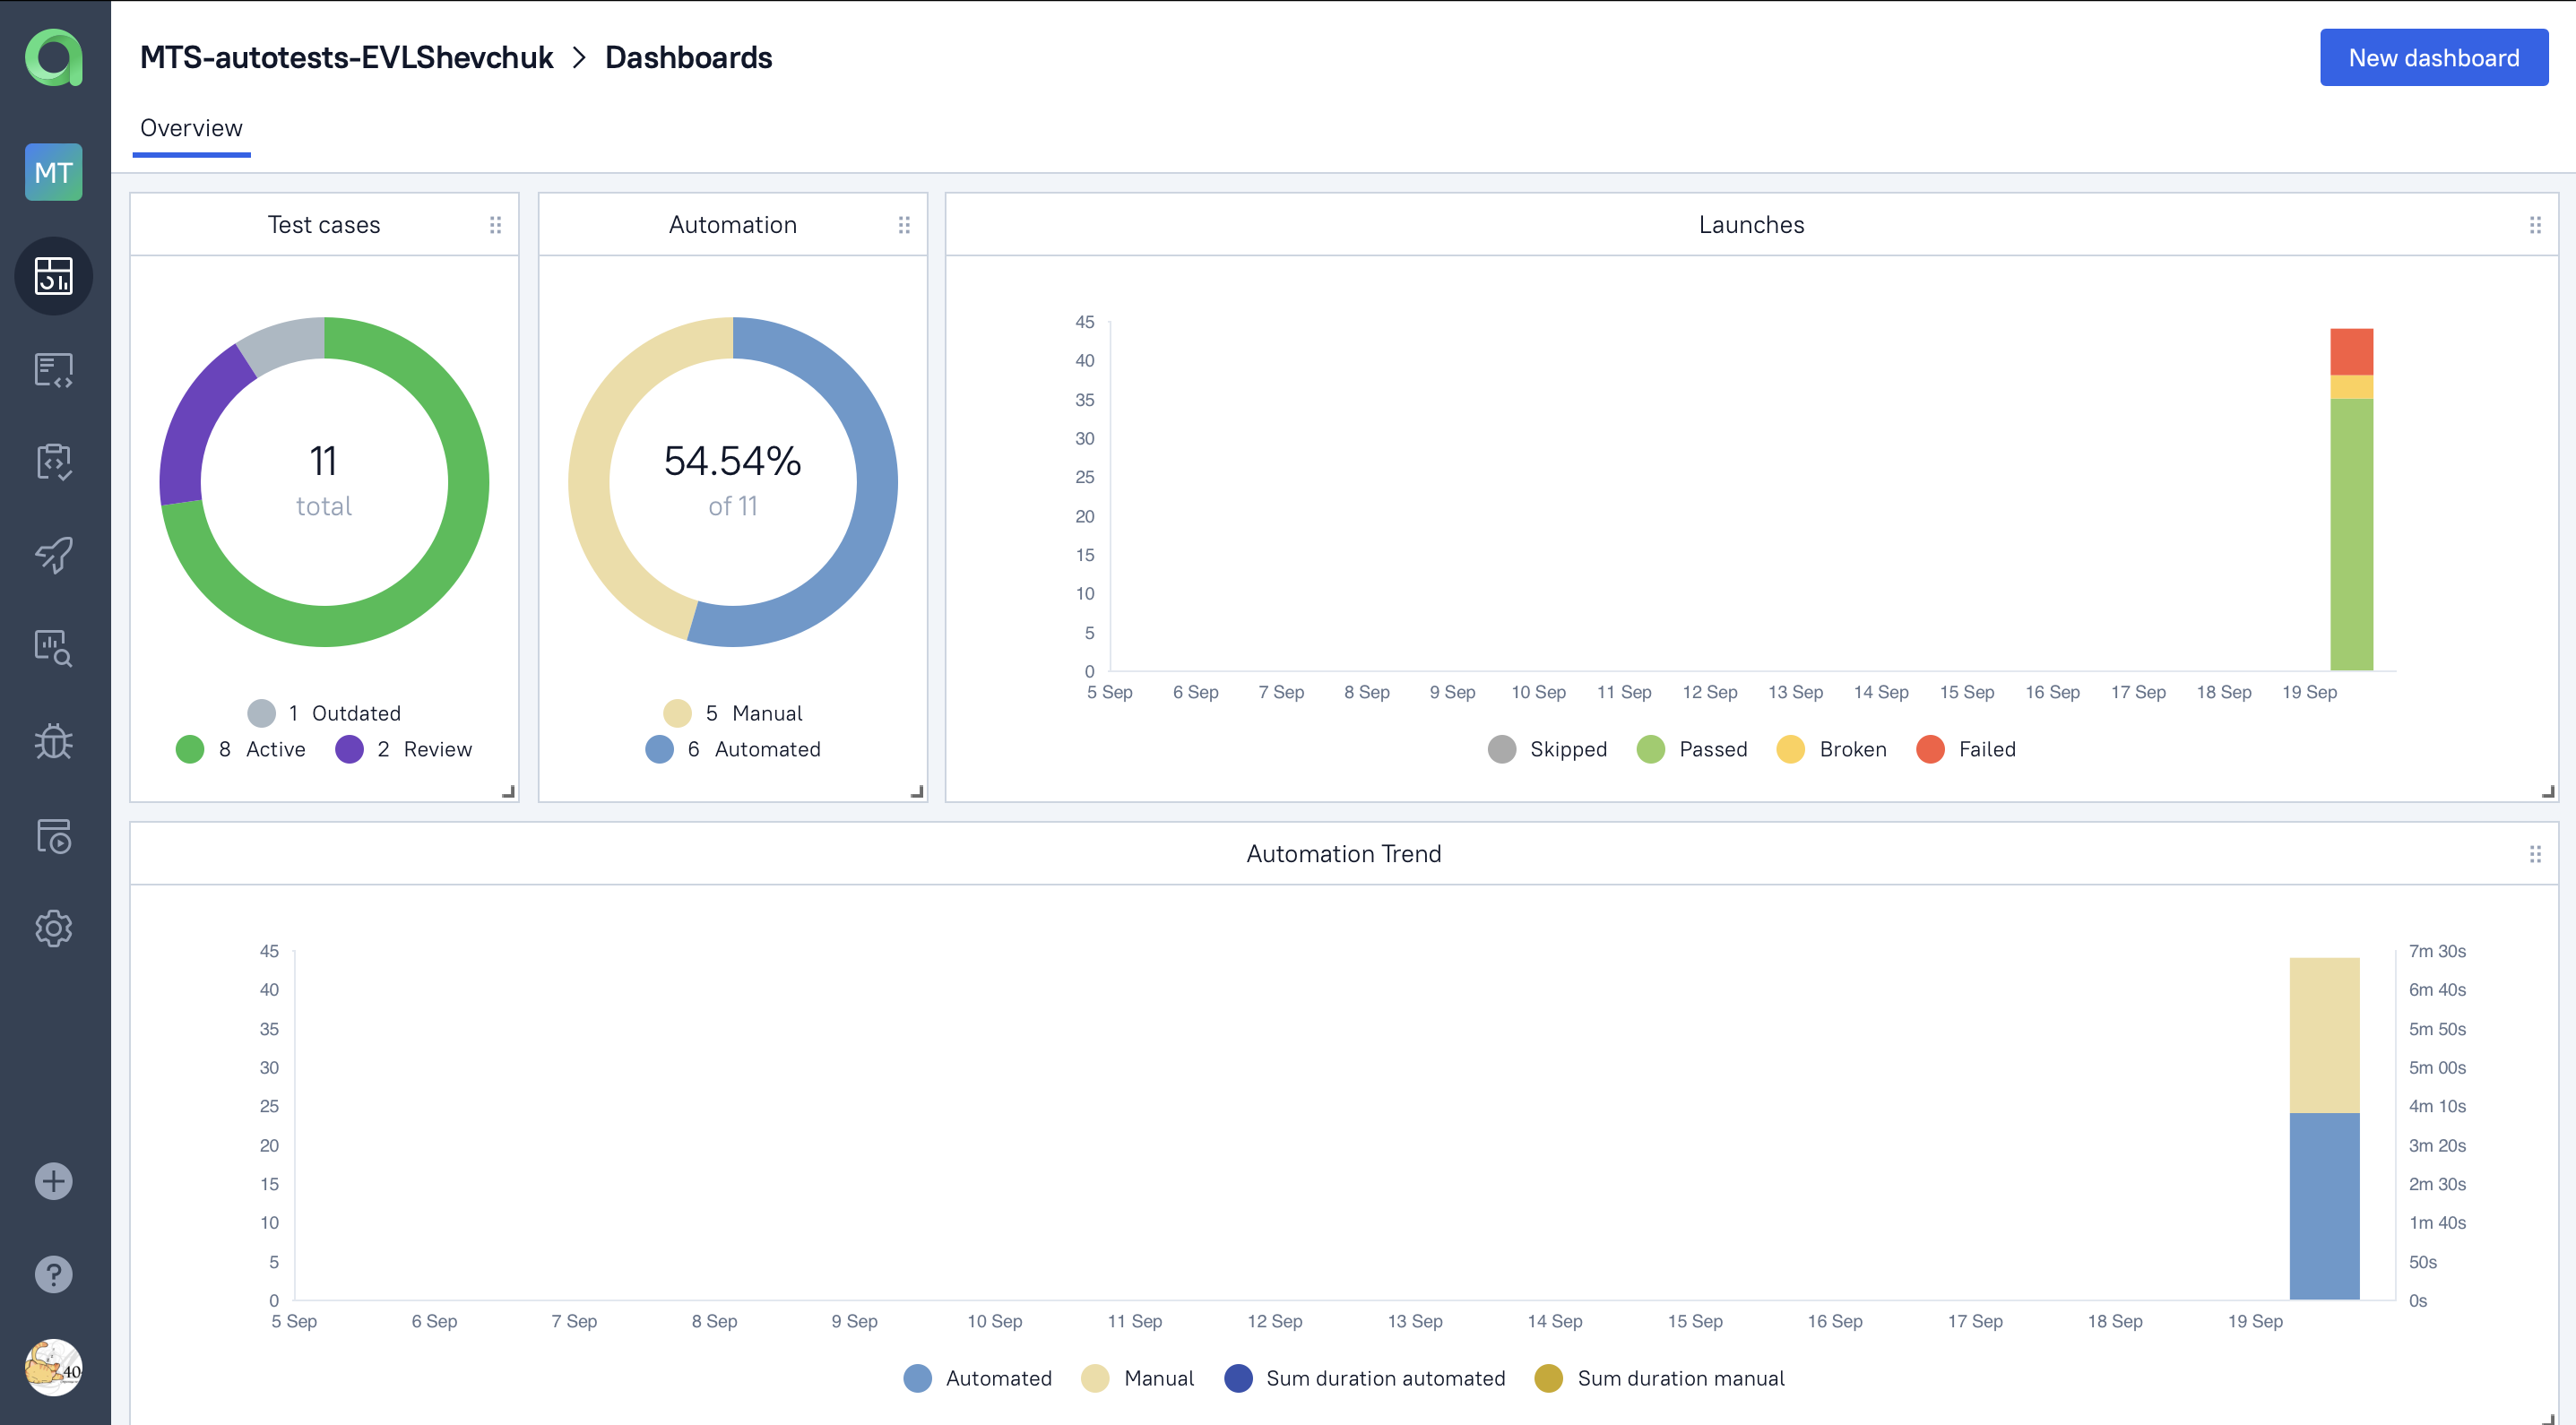 MTS-autotests-EVLShevchuk > Dashboards
New dashboard
Overview
MT
Test cases
11
total
1 Outdated
8 Active 2 Review
Automation
54.54%
of 11
5 Manual
6 Automated
Launches
45
40
35
30
25
20
15
10
5
0
5 Sep 6 Sep 7 Sep 8 Sep 9 Sep 10 Sep 11 Sep 12 Sep 13 Sep 14 Sep 15 Sep 16 Sep 17 Sep 18 Sep 19 Sep
Skipped Passed Broken Failed
Automation Trend
45 7m 30s
40 6m 40s
35 5m 50s
30 5m 00s
25 4m 10s
20 3m 20s
15 2m 30s
10 1m 40s
5 50s
0 0s
5 Sep 6 Sep 7 Sep 8 Sep 9 Sep 10 Sep 11 Sep 12 Sep 13 Sep 14 Sep 15 Sep 16 Sep 17 Sep 18 Sep 19 Sep
Automated Manual Sum duration automated Sum duration manual
?
40